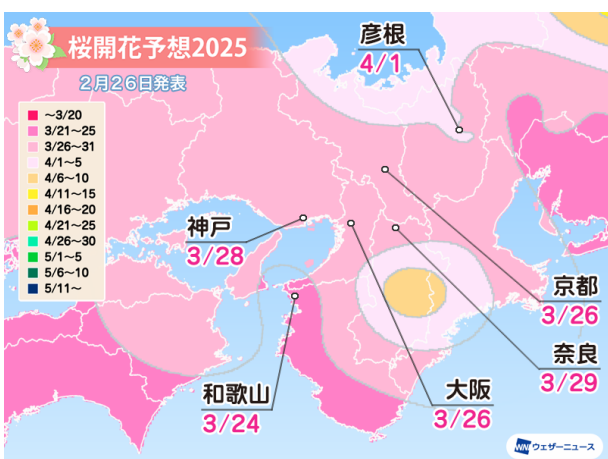 桜開花予想2025
2月26日発表
～3/20
3/21～25
3/26～31
4/1～5
4/6～10
4/11～15
4/16～20
4/21～25
4/26～30
5/1～5
5/6～10
5/11～
彦根
4/1
神戸
3/28
京都
3/26
奈良
3/29
大阪
3/26
和歌山
3/24
WNI ウェザーニュース